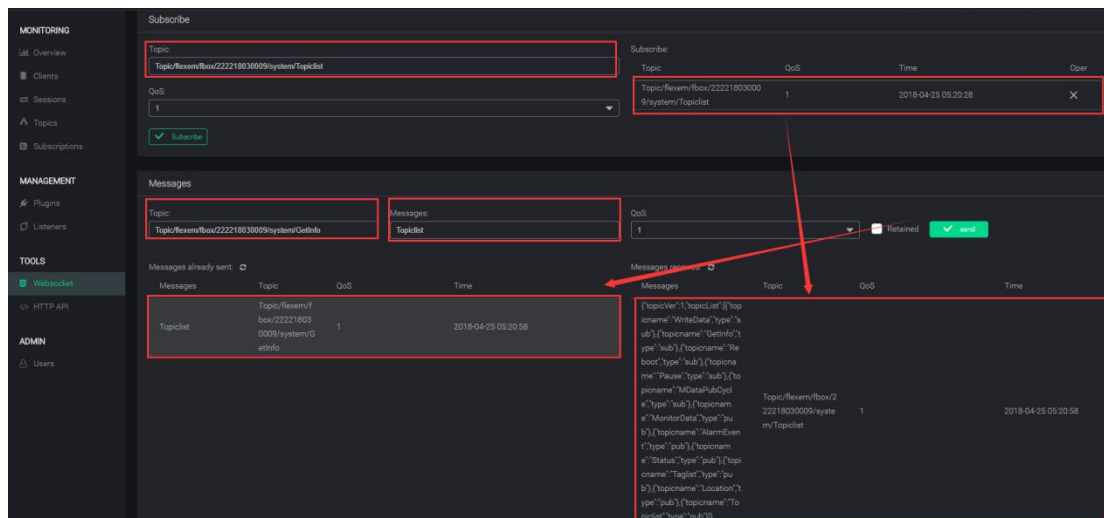 MONITORING
Overview
Clients
Sessions
Topics
Subscriptions
MANAGEMENT
Plugins
Listeners
TOOLS
Websocket
HTTP API
ADMIN
Users
Subscribe
Topic:
Topic/flexem/fbox/222218030009/system/Topiclist
QoS:
1
Subscribe
Subscribe:
Topic QoS Time Oper
Topic/flexem/fbox/22221803000
9/system/Topiclist
1 2018-04-25 05:20:28
Messages
Topic:
Topic/flexem/fbox/222218030009/system/GetInfo
Messages:
Topiclist
QoS:
1
Retained
send
Messages already sent:
Messages Topic QoS Time
Topiclist
Topic/flexem/f
box/22221803
0009/system/G
etInfo
1 2018-04-25 05:20:58
Messages received:
Messages Topic QoS Time
{"topicVer":1,"topicList":[{"top
icname":"WriteData","type":"s
ub"},{"topicname":"GetInfo","t
ype":"sub"},{"topicname":"Re
boot","type":"sub"},{"topicna
me":"Pause","type":"sub"},{"to
picname":"MDataPubCycl
e","type":"sub"},{"topicnam
e":"MonitorData","type":"pu
b"},{"topicname":"AlarmEven
t","type":"pub"},{"topicnam
e":"Status","type":"pub"},{"topi
cname":"Taglist","type":"pu
b"},{"topicname":"Location","t
ype":"pub"},{"topicname":"To
piclist","type":"pub"}]}
Topic/flexem/fbox/2
22218030009/syste
m/Topiclist
1 2018-04-25 05:20:58